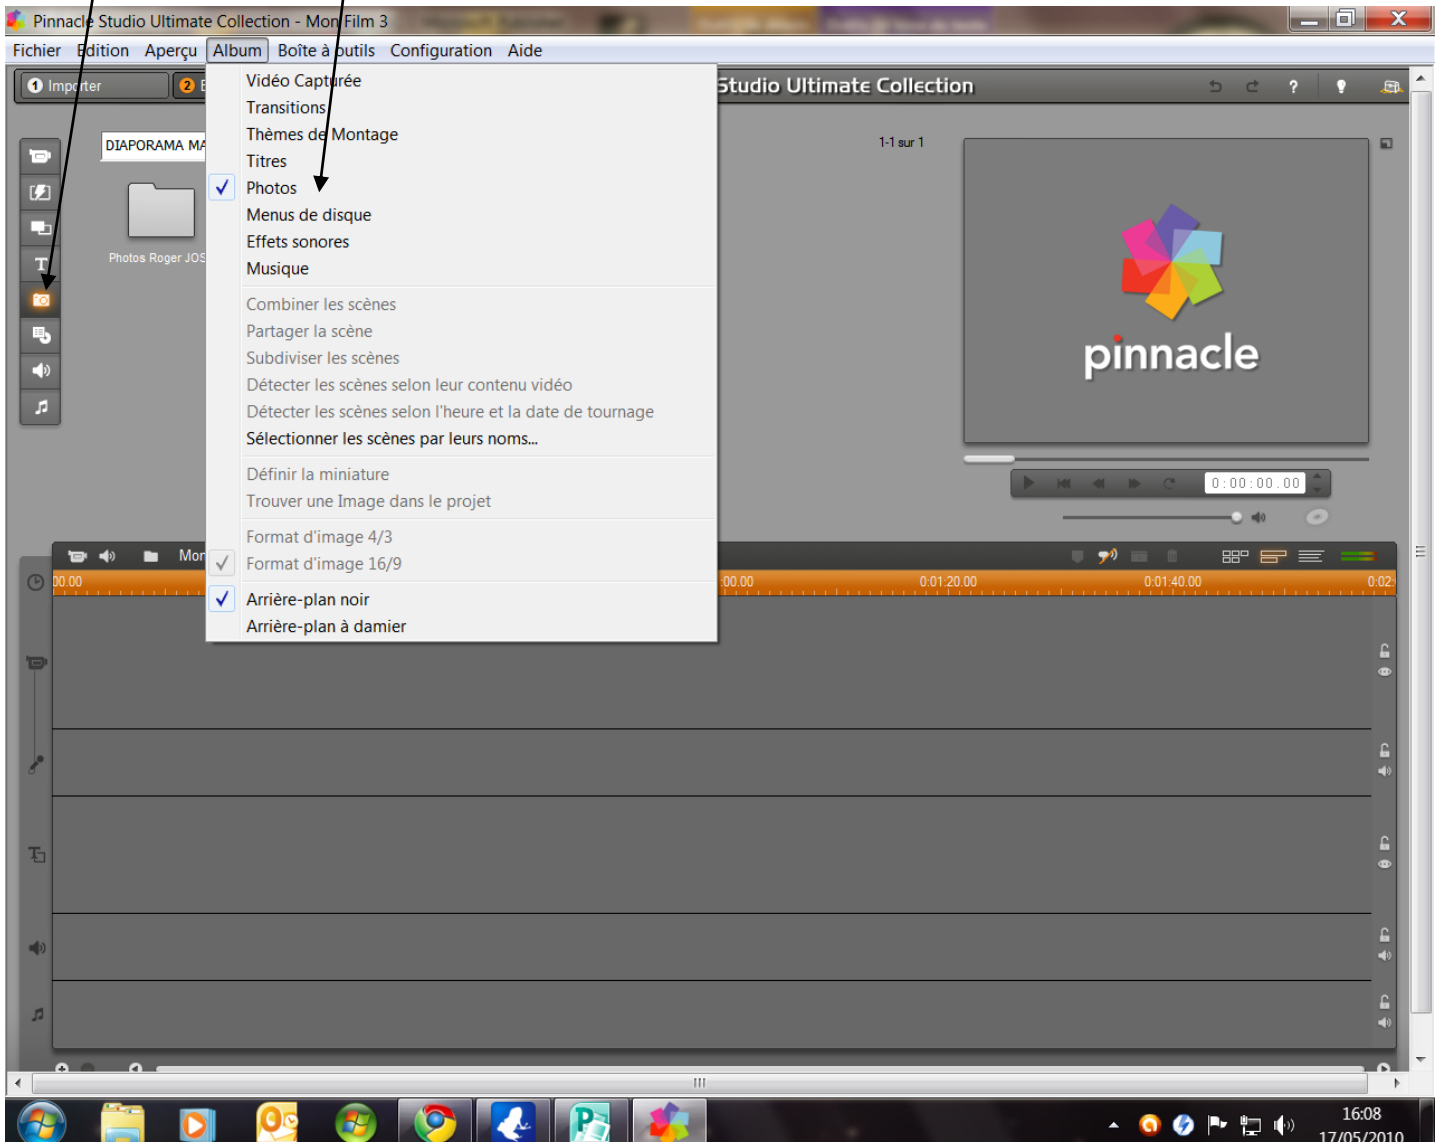 Pinnacle Studio Ultimate Collection - Mon Film 3
Fichier Edition Aperçu Album Boîte à outils Configuration Aide
1 Importer 2 E
Studio Ultimate Collection ?
Vidéo Capturée
Transitions
Thèmes de Montage
Titres
Photos
Menus de disque
Effets sonores
Musique
Combiner les scènes
Partager la scène
Subdiviser les scènes
Détecter les scènes selon leur contenu vidéo
Détecter les scènes selon l'heure et la date de tournage
Sélectionner les scènes par leurs noms...
Définir la miniature
Trouver une Image dans le projet
Format d'image 4/3
Format d'image 16/9
Arrière-plan noir
Arrière-plan à damier
DIAPORAMA MA
1-1 sur 1
Photos Roger JOS
T
pinnacle
0:00:00.00
Mon
00.00 :00.00 0:01:20.00 0:01:40.00 0:02:
16:08
17/05/2010